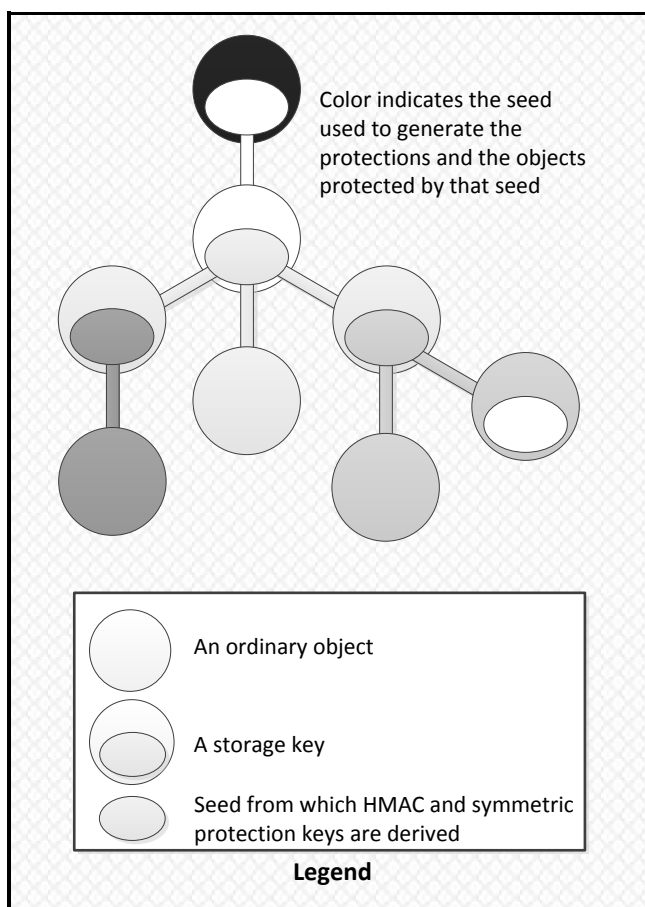 Color indicates the seed
used to generate the
protections and the objects
protected by that seed
An ordinary object
A storage key
Seed from which HMAC and symmetric
protection keys are derived
Legend